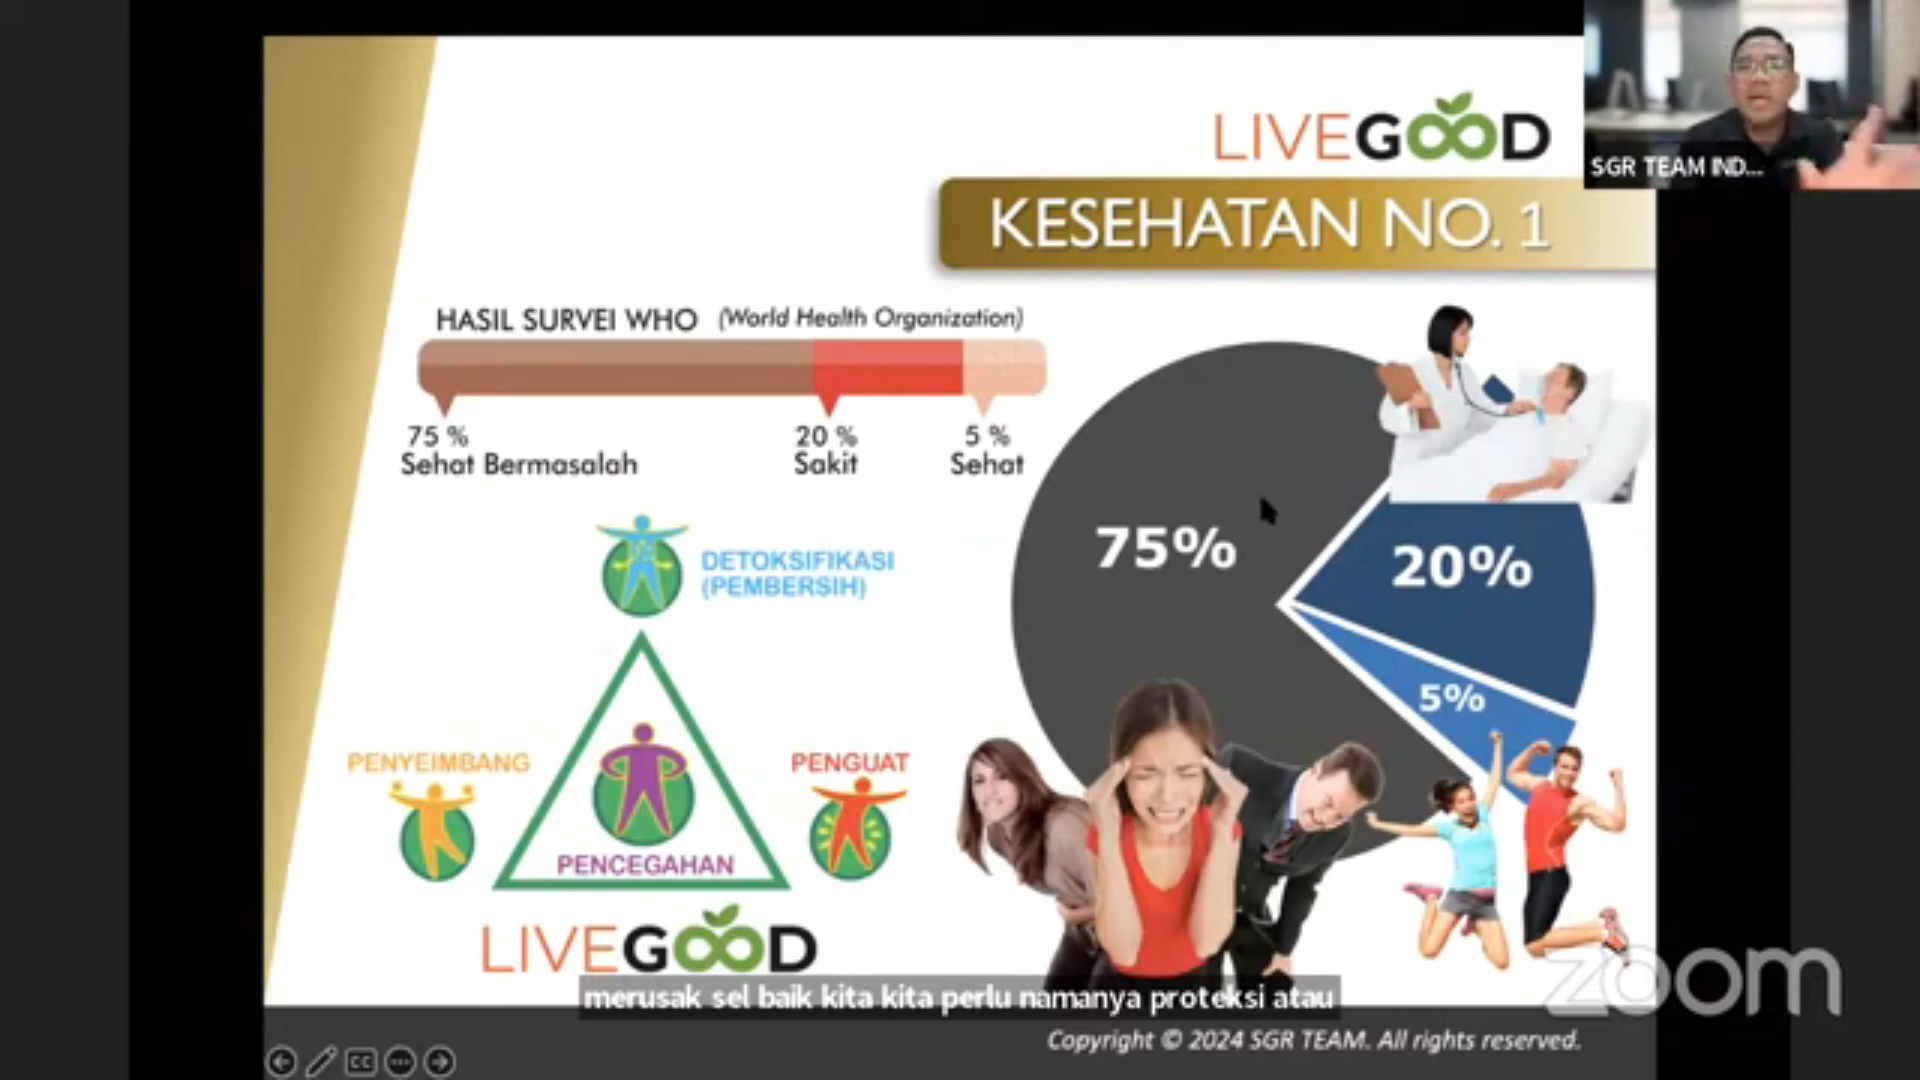 LIVEGOOD
SGR TEAM IND...
KESEHATAN NO. 1
HASIL SURVEI WHO (World Health Organization)
75 % 20 % 5 %
Sehat Bermasalah Sakit Sehat
75%
20%
5%
DETOKSIFIKASI
(PEMBERSIH)
PENYEIMBANG
PENGUAT
PENCEGAHAN
LIVEGOOD
merusak sel baik kita kita perlu namanya proteksi atau
zoom
Copyright © 2024 SGR TEAM. All rights reserved.
CC